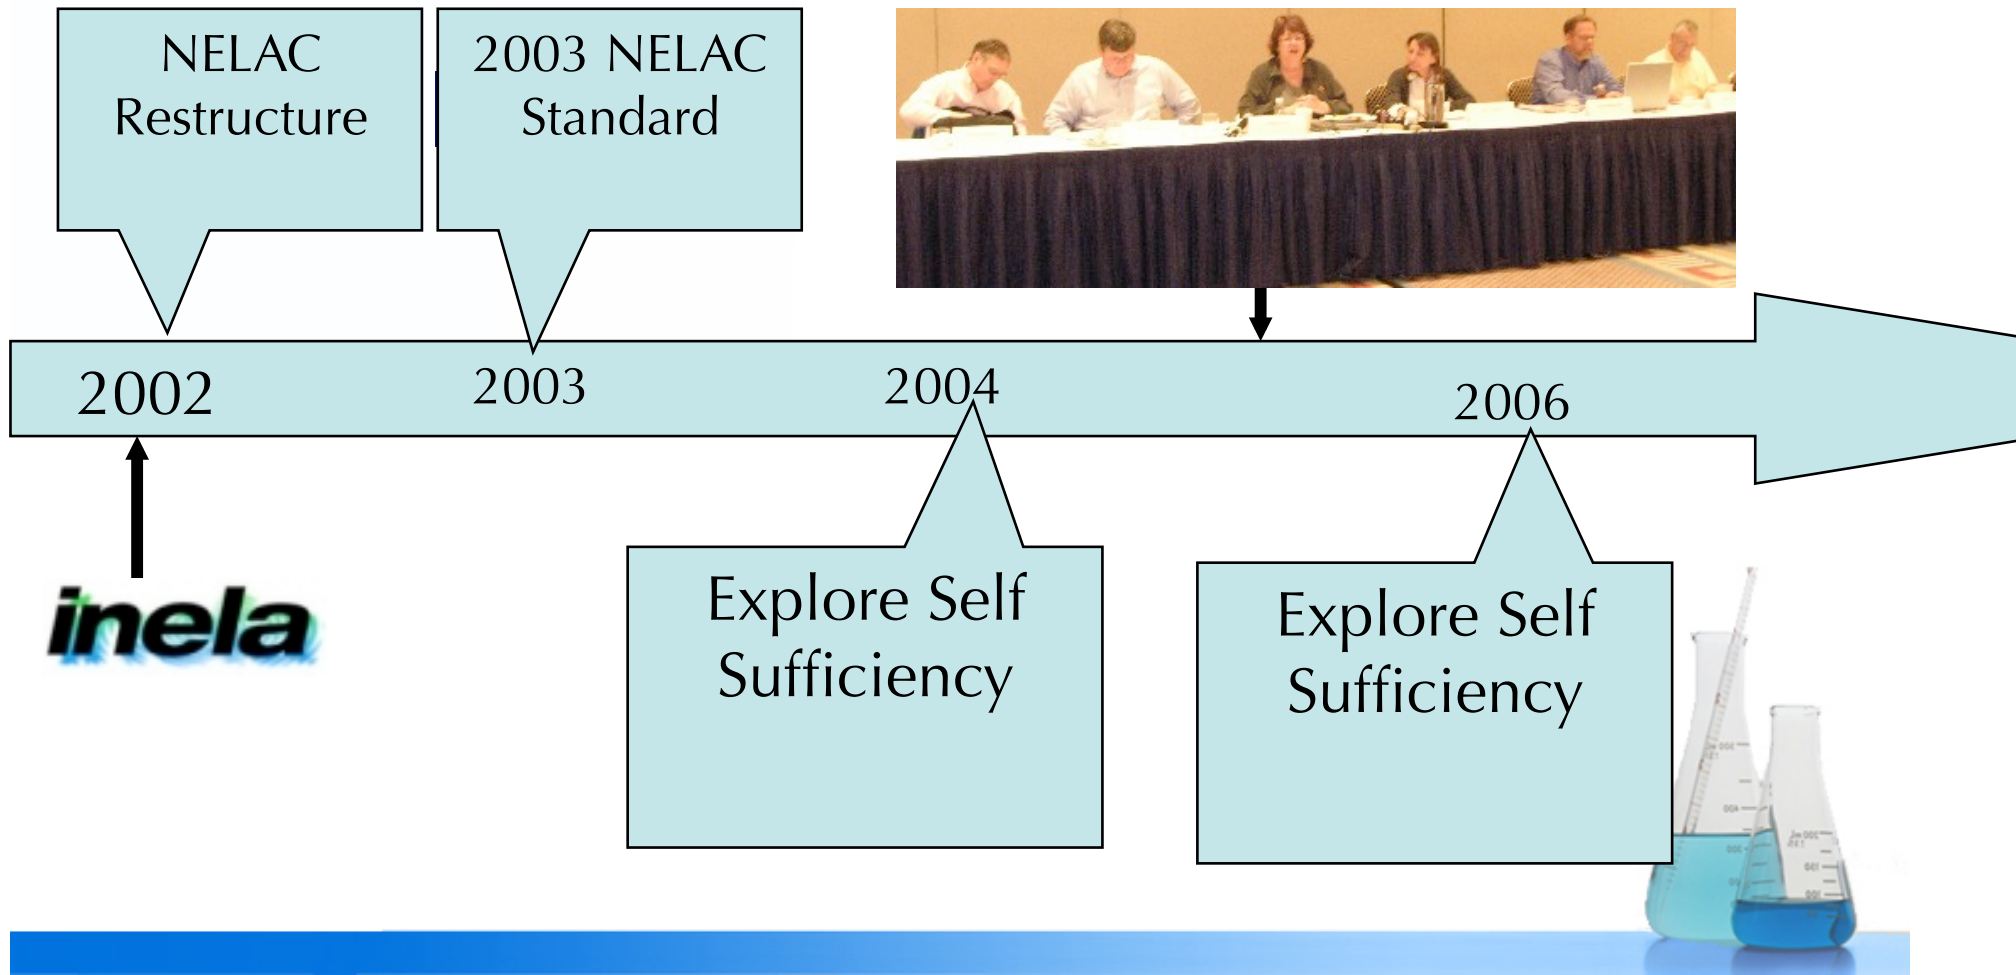 NELAC
Restructure
2003 NELAC
Standard
2002
2003
2004
2006
inela
Explore Self
Sufficiency
Explore Self
Sufficiency